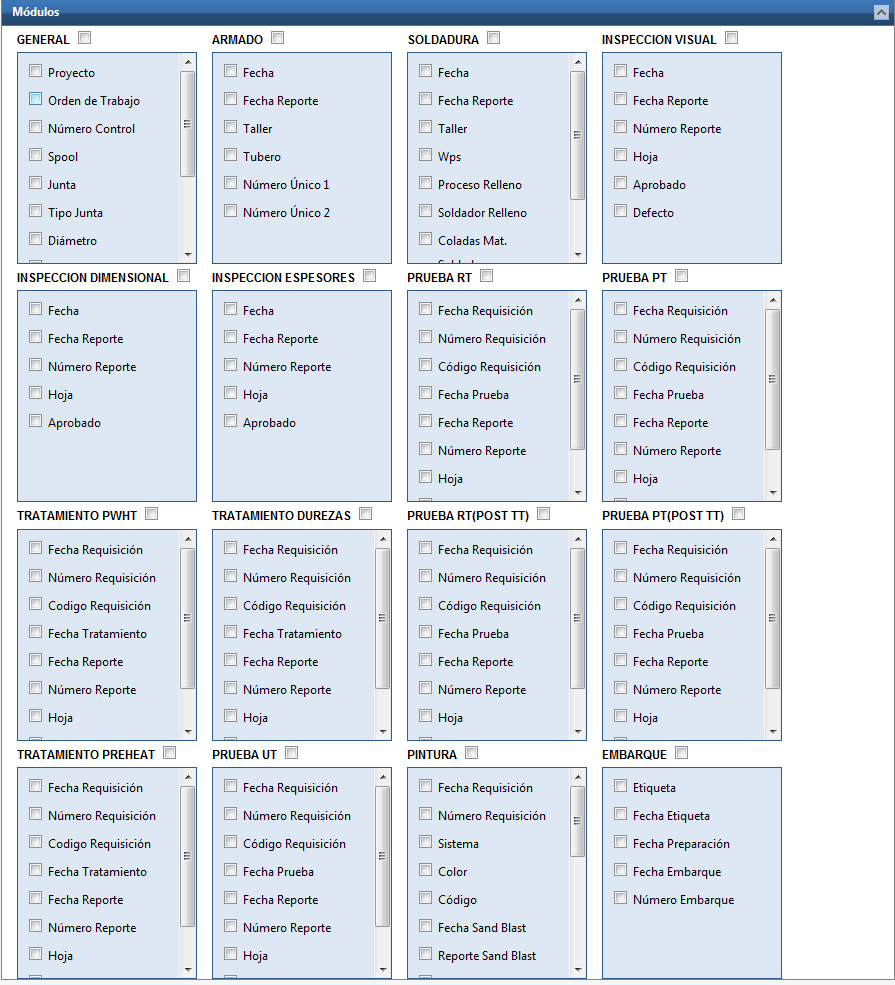 Módulos
GENERAL
Proyecto
Orden de Trabajo
Número Control
Spool
Junta
Tipo Junta
Diámetro
ARMADO
Fecha
Fecha Reporte
Taller
Tubero
Número Único 1
Número Único 2
SOLDADURA
Fecha
Fecha Reporte
Taller
Wps
Proceso Relleno
Soldador Relleno
Coladas Mat.
INSPECCION VISUAL
Fecha
Fecha Reporte
Número Reporte
Hoja
Aprobado
Defecto
INSPECCION DIMENSIONAL
Fecha
Fecha Reporte
Número Reporte
Hoja
Aprobado
INSPECCION ESPESORES
Fecha
Fecha Reporte
Número Reporte
Hoja
Aprobado
PRUEBA RT
Fecha Requisición
Número Requisición
Código Requisición
Fecha Prueba
Fecha Reporte
Número Reporte
Hoja
PRUEBA PT
Fecha Requisición
Número Requisición
Código Requisición
Fecha Prueba
Fecha Reporte
Número Reporte
Hoja
TRATAMIENTO PWHT
Fecha Requisición
Número Requisición
Codigo Requisición
Fecha Tratamiento
Fecha Reporte
Número Reporte
Hoja
TRATAMIENTO DUREZAS
Fecha Requisición
Número Requisición
Código Requisición
Fecha Tratamiento
Fecha Reporte
Número Reporte
Hoja
PRUEBA RT(POST TT)
Fecha Requisición
Número Requisición
Código Requisición
Fecha Prueba
Fecha Reporte
Número Reporte
Hoja
PRUEBA PT(POST TT)
Fecha Requisición
Número Requisición
Código Requisición
Fecha Prueba
Fecha Reporte
Número Reporte
Hoja
TRATAMIENTO PREHEAT
Fecha Requisición
Número Requisición
Codigo Requisición
Fecha Tratamiento
Fecha Reporte
Número Reporte
Hoja
PRUEBA UT
Fecha Requisición
Número Requisición
Código Requisición
Fecha Prueba
Fecha Reporte
Número Reporte
Hoja
PINTURA
Fecha Requisición
Número Requisición
Sistema
Color
Código
Fecha Sand Blast
Reporte Sand Blast
EMBARQUE
Etiqueta
Fecha Etiqueta
Fecha Preparación
Fecha Embarque
Número Embarque